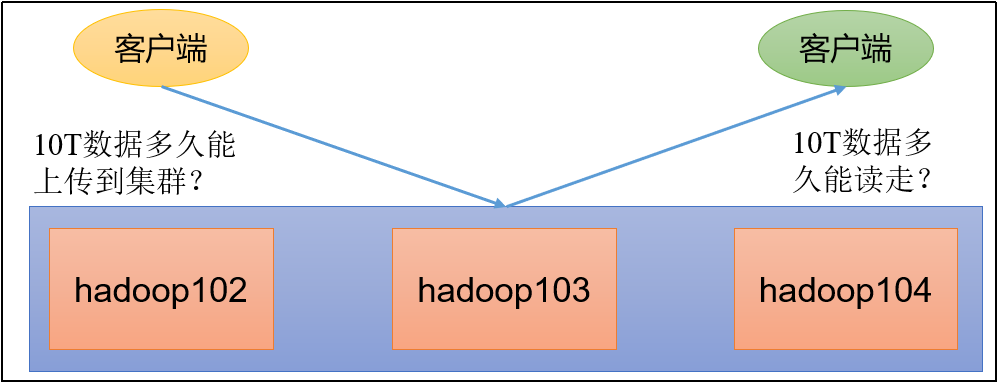 客户端
客户端
10T数据多久能
上传到集群？
10T数据多
久能读走？
hadoop102
hadoop103
hadoop104